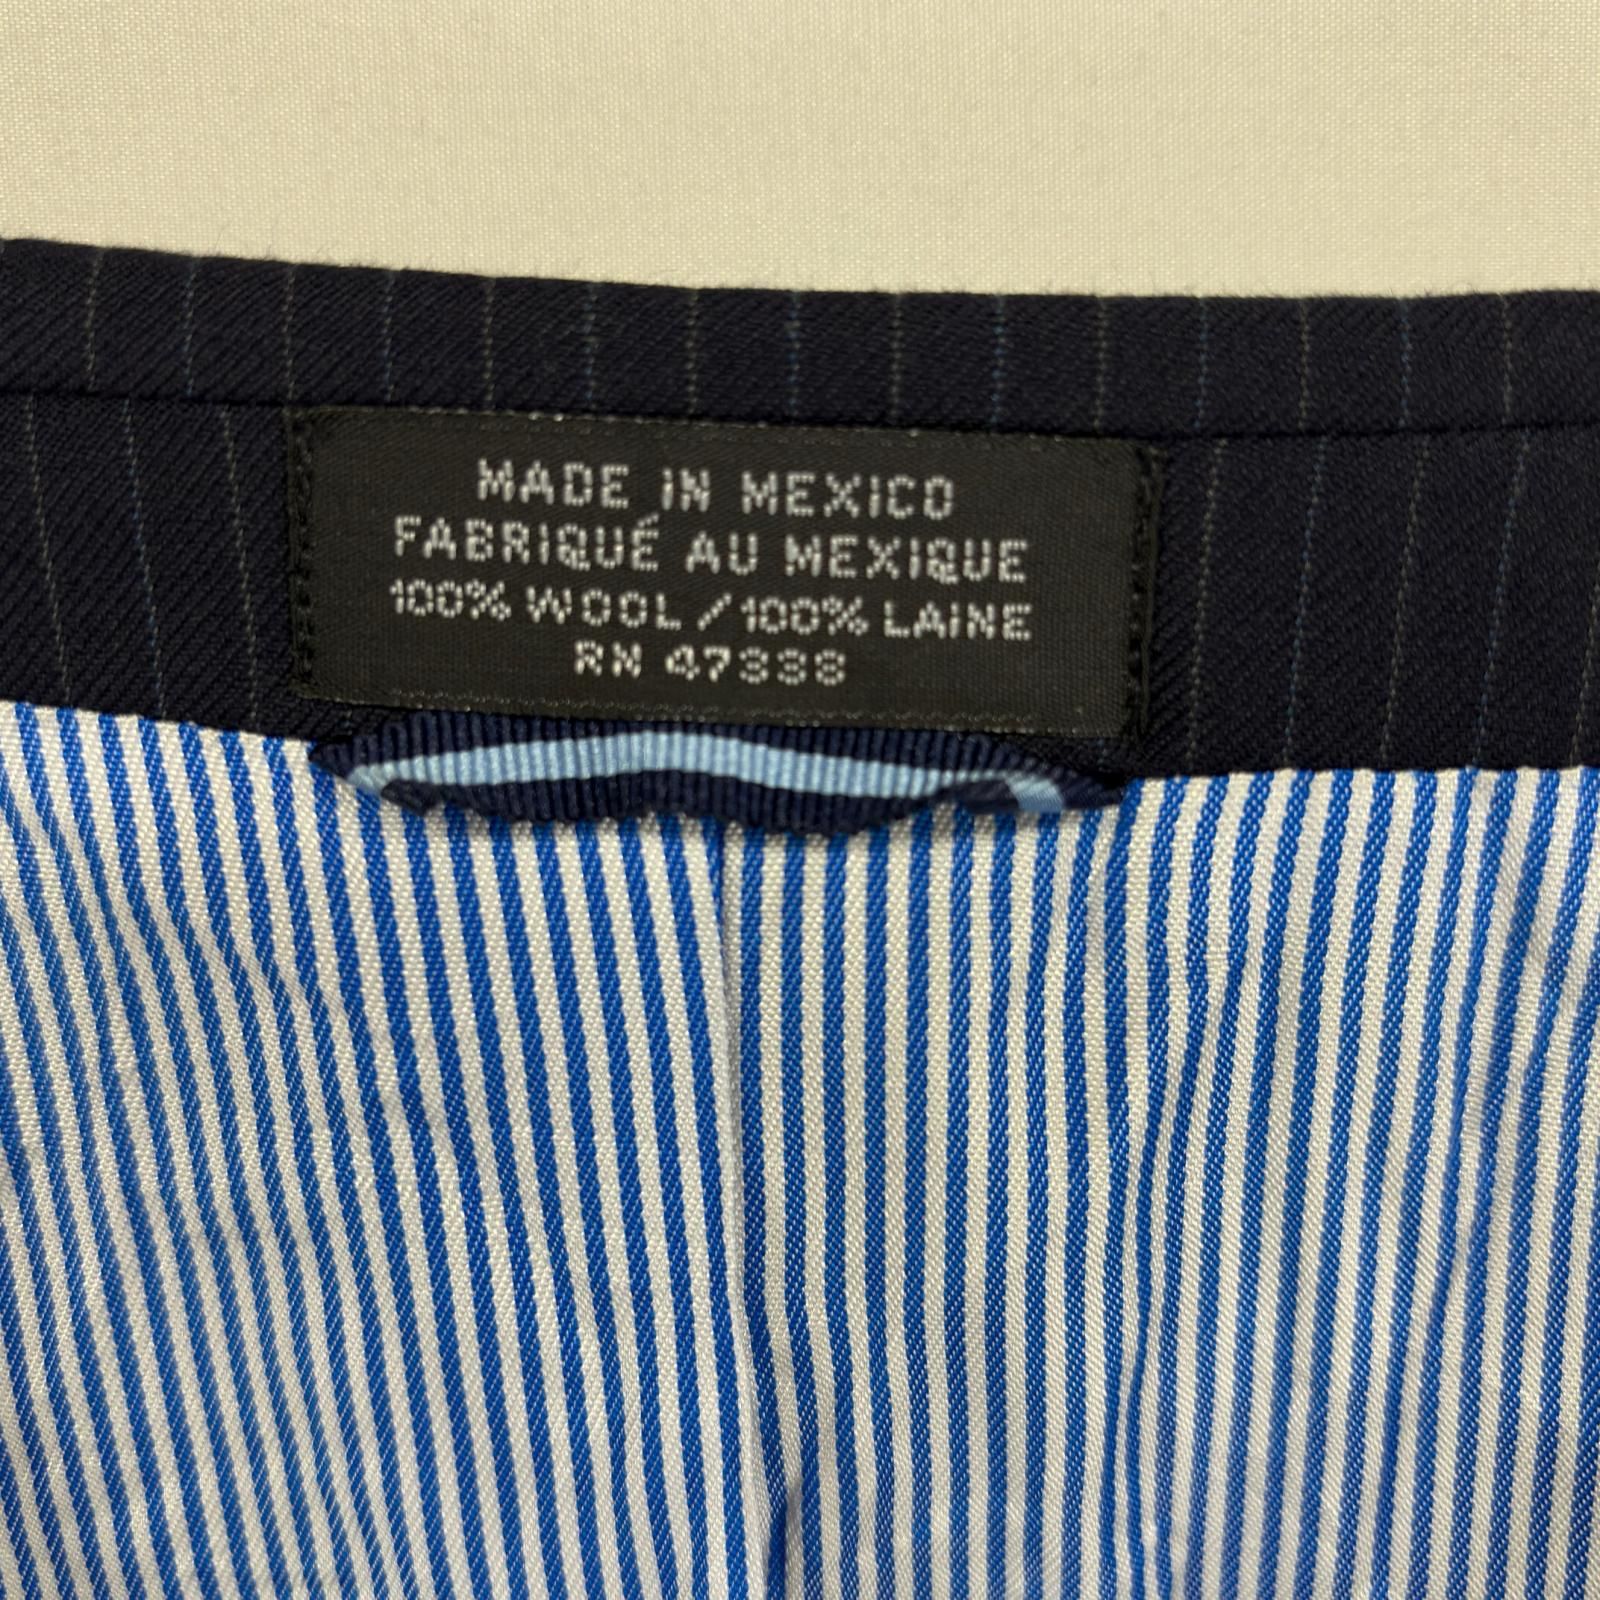 MADE IN MEXICO
FABRIQUÉ AU MEXIQUE
100% WOOL / 100% LAINE
RN 47338